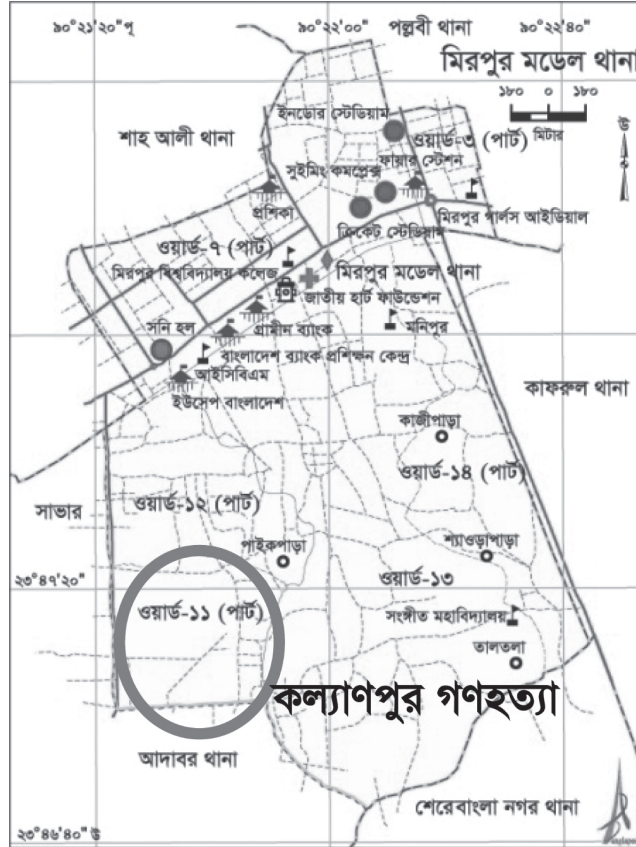 ৯০°২১'২০" পূ
৯০°২২'০০"
পল্লবী থানা
৯০°২২'৪০"
মিরপুর মডেল থানা
১৮০ ০ ১৮০
মিটার
ইনডোর স্টেডিয়াম
শাহ আলী থানা
ওয়ার্ড-৩ (পার্ট)
সুইমিং কমপ্লেক্স
ফায়ার স্টেশন
প্রশিকা
মিরপুর গার্লস আইডিয়াল
ক্রিকেট স্টেডিয়াম
ওয়ার্ড-৭ (পার্ট)
মিরপুর বিশ্ববিদ্যালয় কলেজ
মিরপুর মডেল থানা
জাতীয় হার্ট ফাউন্ডেশন
গ্রামীন ব্যাংক
মনিপুর
সনি হল
বাংলাদেশ ব্যাংক প্রশিক্ষন কেন্দ্র
আইসিবিএম
ইউসেপ বাংলাদেশ
কাফরুল থানা
কাজীপাড়া
ওয়ার্ড-১৪ (পার্ট)
ওয়ার্ড-১২ (পার্ট)
সাভার
পাইকপাড়া
শ্যাওড়াপাড়া
২৩°৪৭'২০"
ওয়ার্ড-১৩
ওয়ার্ড-১১ (পার্ট)
সংগীত মহাবিদ্যালয়
তালতলা
কল্যাণপুর গণহত্যা
আদাবর থানা
শেরেবাংলা নগর থানা
২৩°৪৬'৪০" উ